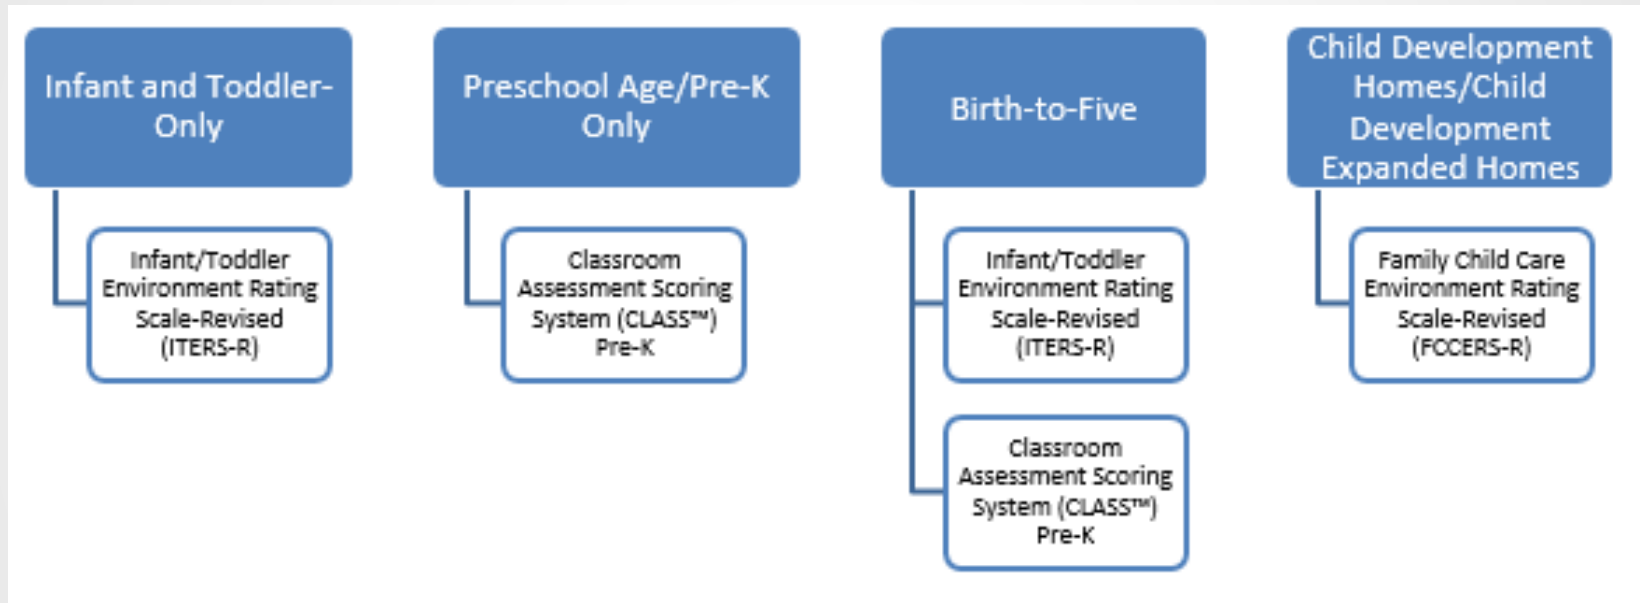 Infant and Toddler-
Only
Infant/Toddler
Environment Rating
Scale-Revised
(ITERS-R)
Preschool Age/Pre-K
Only
Classroom
Assessment Scoring
System (CLASS™)
Pre-K
Birth-to-Five
Infant/Toddler
Environment Rating
Scale-Revised
(ITERS-R)
Classroom
Assessment Scoring
System (CLASS™)
Pre-K
Child Development
Homes/Child
Development
Expanded Homes
Family Child Care
Environment Rating
Scale-Revised
(FCCERS-R)